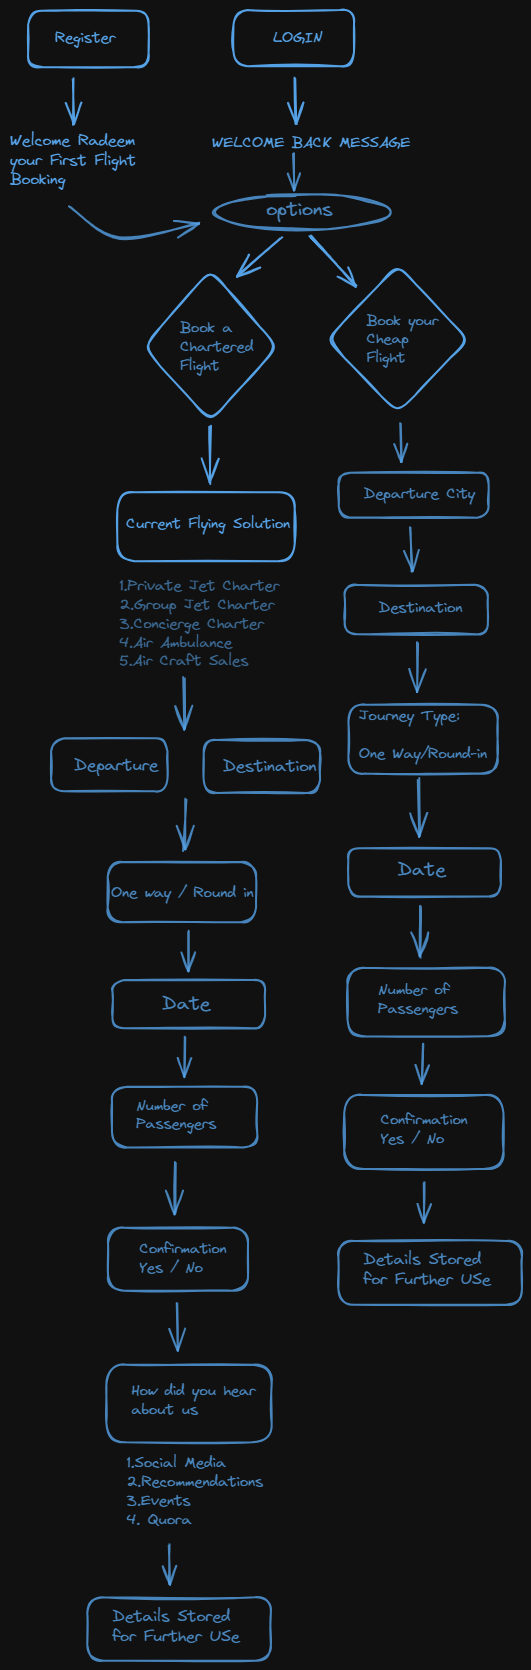 Register
LOGIN
Welcome Radeem
your First Flight
Booking
WELCOME BACK MESSAGE
options
Book a
Chartered
Flight
Book your
Cheap
Flight
Current Flying Solution
1.Private Jet Charter
2.Group Jet Charter
3.Concierge Charter
4.Air Ambulance
5.Air Craft Sales
Departure
Destination
One way / Round in
Date
Number of
Passengers
Confirmation
Yes / No
How did you hear
about us
1.Social Media
2.Recommendations
3.Events
4. Quora
Details Stored
for Further USe
Departure City
Destination
Journey Type:
One Way/Round-in
Date
Number of
Passengers
Confirmation
Yes / No
Details Stored
for Further USe